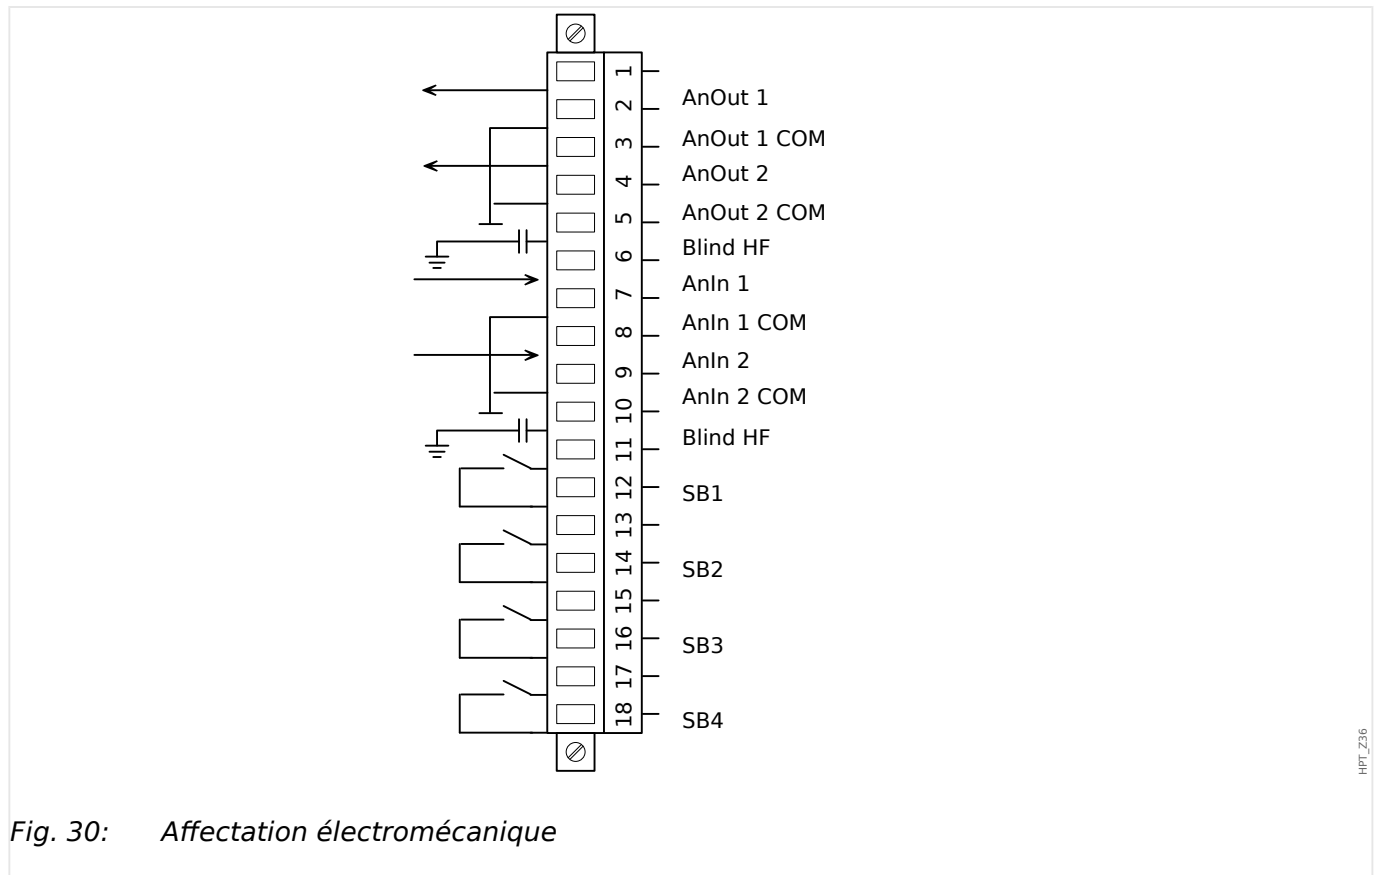 1
AnOut 1
2
AnOut 1 COM
3
AnOut 2
4
AnOut 2 COM
5
Blind HF
6
AnIn 1
7
AnIn 1 COM
8
AnIn 2
9
AnIn 2 COM
10
Blind HF
11
12
SB1
13
14
SB2
15
16
SB3
17
18
SB4
HPT_Z36
Fig. 30: Affectation électromécanique